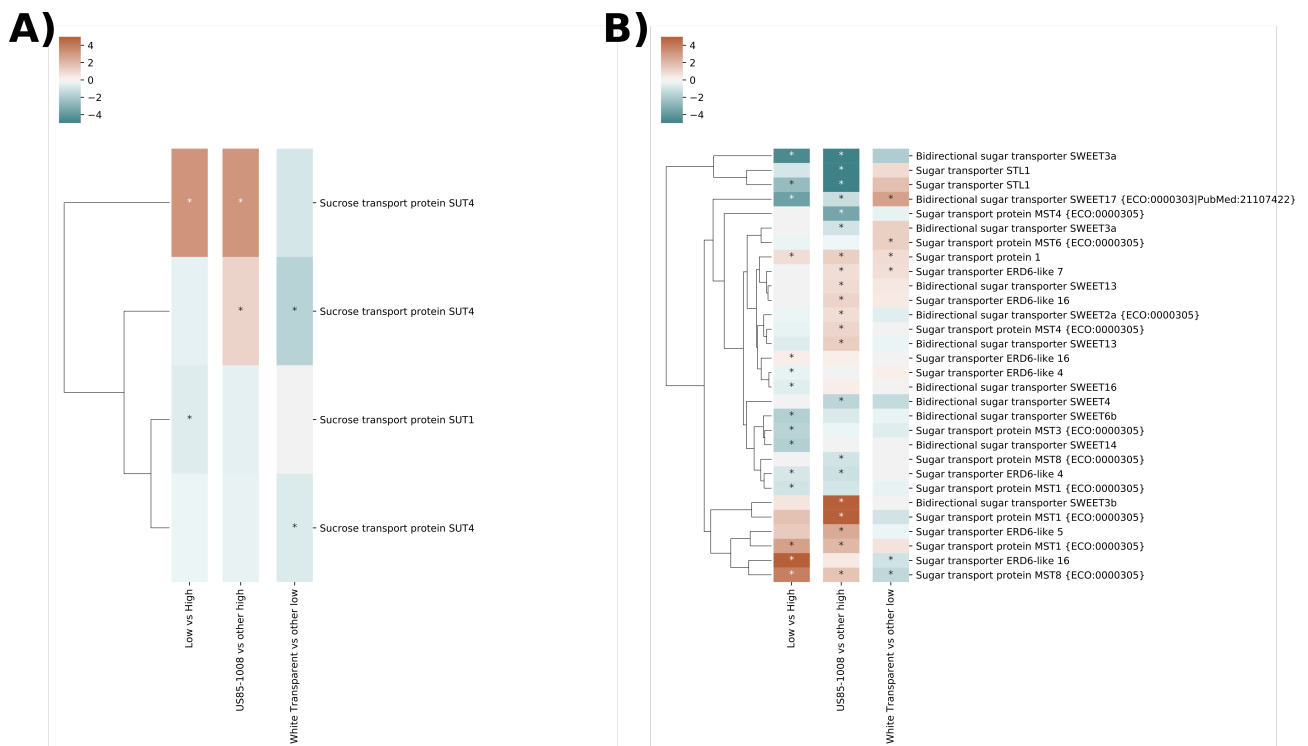 A)
4
2
0
−2
−4
*
*
Sucrose transport protein SUT4
*
*
Sucrose transport protein SUT4
*
Sucrose transport protein SUT1
*
Sucrose transport protein SUT4
Low vs High
US85-1008 vs other high
White Transparent vs other low
B)
4
2
0
−2
−4
* * Bidirectional sugar transporter SWEET3a
* Sugar transporter STL1
* * Sugar transporter STL1
* * * Bidirectional sugar transporter SWEET17 {ECO:0000303|PubMed:21107422}
* Sugar transport protein MST4 {ECO:0000305}
* Bidirectional sugar transporter SWEET3a
* Sugar transport protein MST6 {ECO:0000305}
* * * Sugar transport protein 1
* * Sugar transporter ERD6-like 7
* Bidirectional sugar transporter SWEET13
* Sugar transporter ERD6-like 16
* Bidirectional sugar transporter SWEET2a {ECO:0000305}
* Sugar transport protein MST4 {ECO:0000305}
* Bidirectional sugar transporter SWEET13
* Sugar transporter ERD6-like 16
* Sugar transporter ERD6-like 4
* Bidirectional sugar transporter SWEET16
* Bidirectional sugar transporter SWEET4
* Bidirectional sugar transporter SWEET6b
* Sugar transport protein MST3 {ECO:0000305}
* Bidirectional sugar transporter SWEET14
* Sugar transport protein MST8 {ECO:0000305}
* * Sugar transporter ERD6-like 4
* Sugar transport protein MST1 {ECO:0000305}
* Bidirectional sugar transporter SWEET3b
* Sugar transport protein MST1 {ECO:0000305}
* Sugar transporter ERD6-like 5
* * Sugar transport protein MST1 {ECO:0000305}
* * Sugar transporter ERD6-like 16
* * * Sugar transport protein MST8 {ECO:0000305}
Low vs High
US85-1008 vs other high
White Transparent vs other low